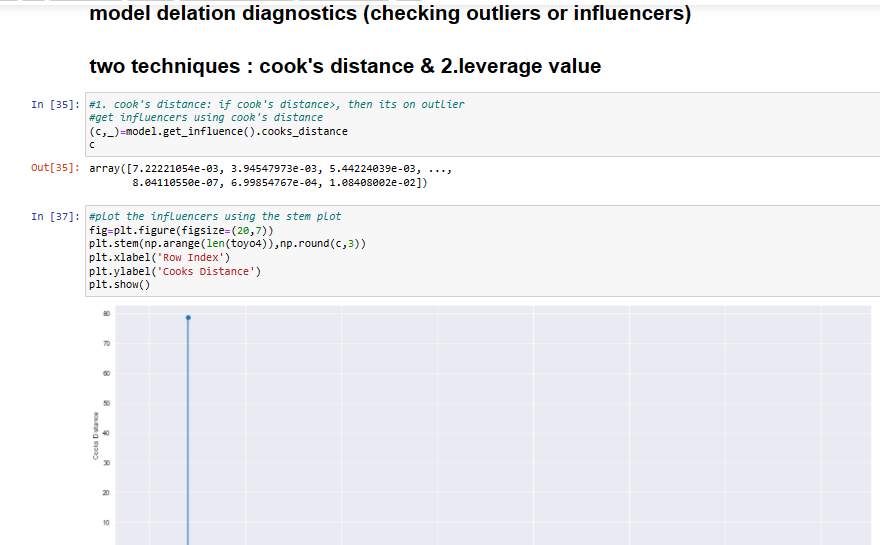 model delation diagnostics (checking outliers or influencers)
two techniques : cook's distance & 2.leverage value
In [35]: #1. cook's distance: if cook's distance>, then its on outlier
#get influencers using cook's distance
(c,_)=model.get_influence().cooks_distance
c
Out[35]: array([7.22221054e-03, 3.94547973e-03, 5.44224039e-03, ...,
8.04110550e-07, 6.99854767e-04, 1.08408002e-02])
In [37]: #plot the influencers using the stem plot
fig=plt.figure(figsize=(20,7))
plt.stem(np.arange(len(toyo4)),np.round(c,3))
plt.xlabel('Row Index')
plt.ylabel('Cooks Distance')
plt.show()
80
70
60
50
40
30
20
10
Cooks Distance